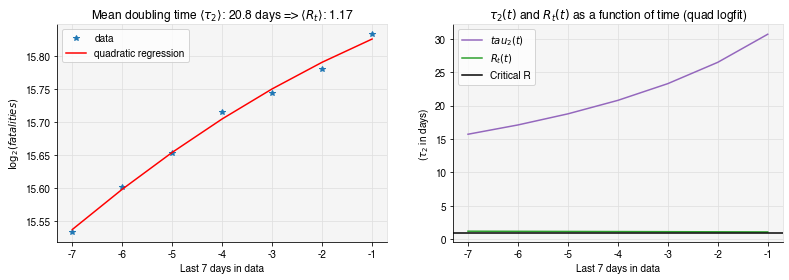 Mean doubling time ⟨τ₂⟩: 20.8 days => ⟨Rₜ⟩: 1.17
data
quadratic regression
15.80
15.75
15.70
15.65
15.60
15.55
log₂(fatalities)
-7 -6 -5 -4 -3 -2 -1
Last 7 days in data
τ₂(t) and Rₜ(t) as a function of time (quad logfit)
tau₂(t)
Rₜ(t)
Critical R
30
25
20
15
10
5
0
(τ₂ in days)
-7 -6 -5 -4 -3 -2 -1
Last 7 days in data